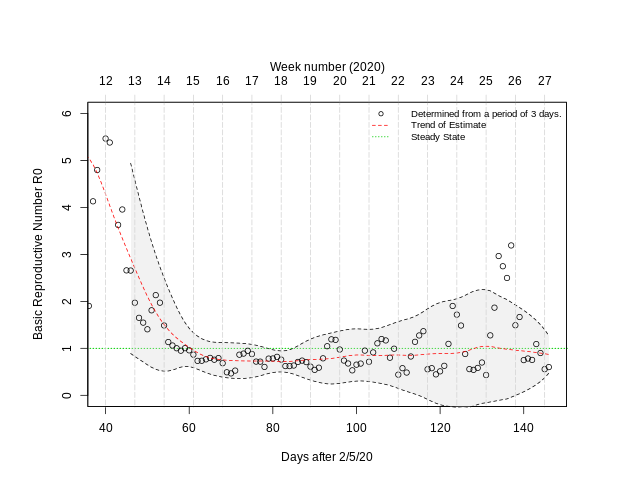 Week number (2020)
12 13 14 15 16 17 18 19 20 21 22 23 24 25 26 27
Determined from a period of 3 days.
Trend of Estimate
Steady State
Basic Reproductive Number R0
6
5
4
3
2
1
0
40 60 80 100 120 140
Days after 2/5/20